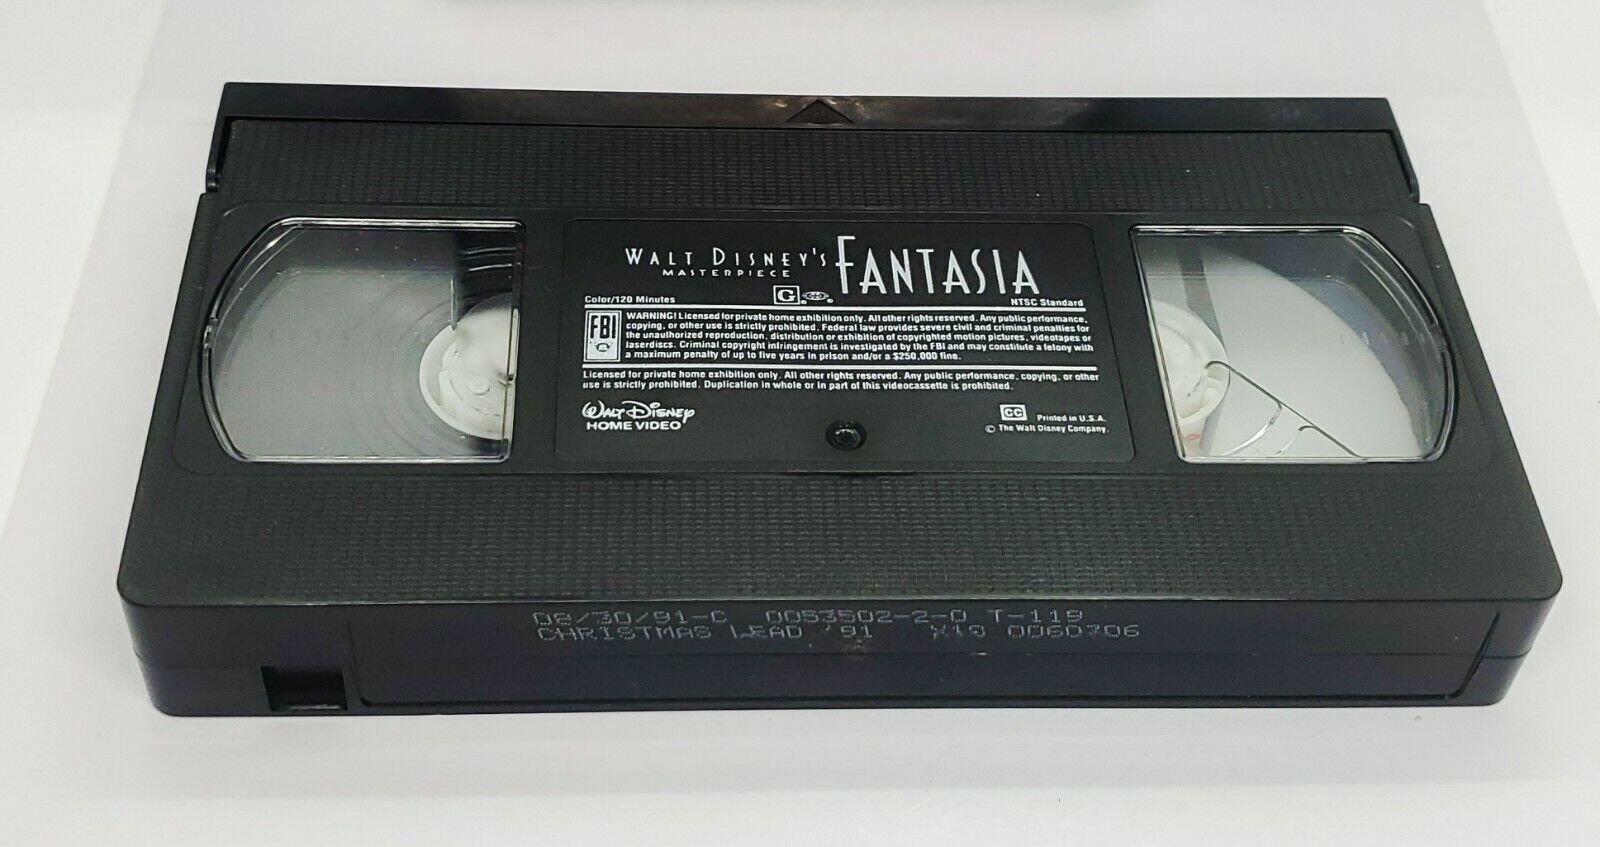 WALT DISNEY'S FANTASIA
MASTERPIECE
G
Color/120 Minutes
NTSC Standard
FBI
WARNING! Licensed for private home exhibition only. All other rights reserved. Any public performance,
copying, or other use is strictly prohibited. Federal law provides severe civil and criminal penalties for
the unauthorized reproduction, distribution or exhibition of copyrighted motion pictures, videotapes or
laserdiscs. Criminal copyright infringement is investigated by the FBI and may constitute a felony with
a maximum penalty of up to five years in prison and/or a $250,000 fine.
Licensed for private home exhibition only. All other rights reserved. Any public performance, copying, or other
use is strictly prohibited. Duplication in whole or in part of this videocassette is prohibited.
WALT DISNEY
HOME VIDEO
CC
Printed in U.S.A.
© The Walt Disney Company.
08/30/91-C 0053502-2-0 T-119
CHRISTMAS LEAD '91 X19 0060706